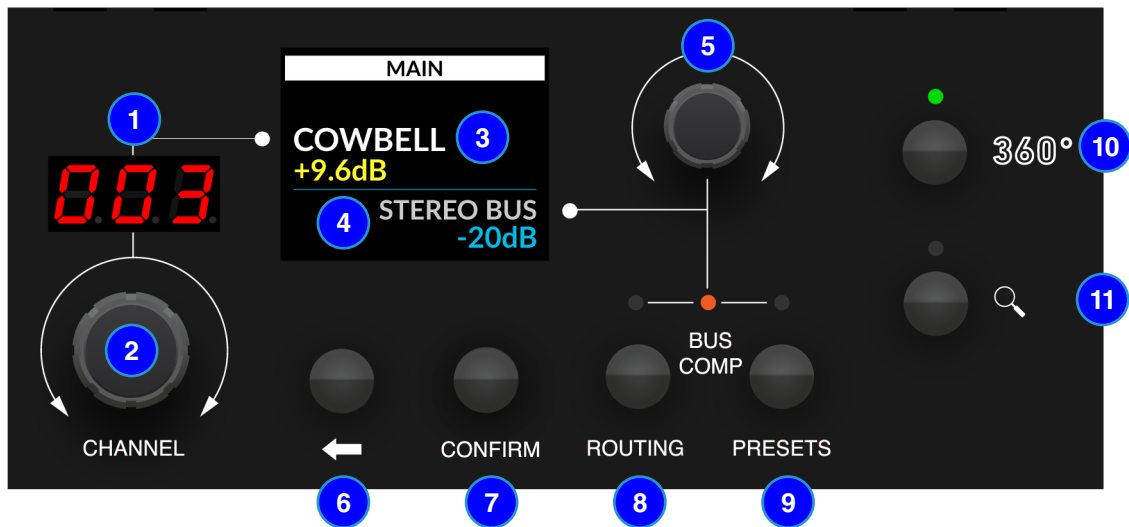 MAIN
5
1
COWBELL
3
+9.6dB
360°
10
003
4
STEREO BUS
-20dB
11
2
BUS
COMP
CHANNEL
CONFIRM
ROUTING
PRESETS
6
7
8
9